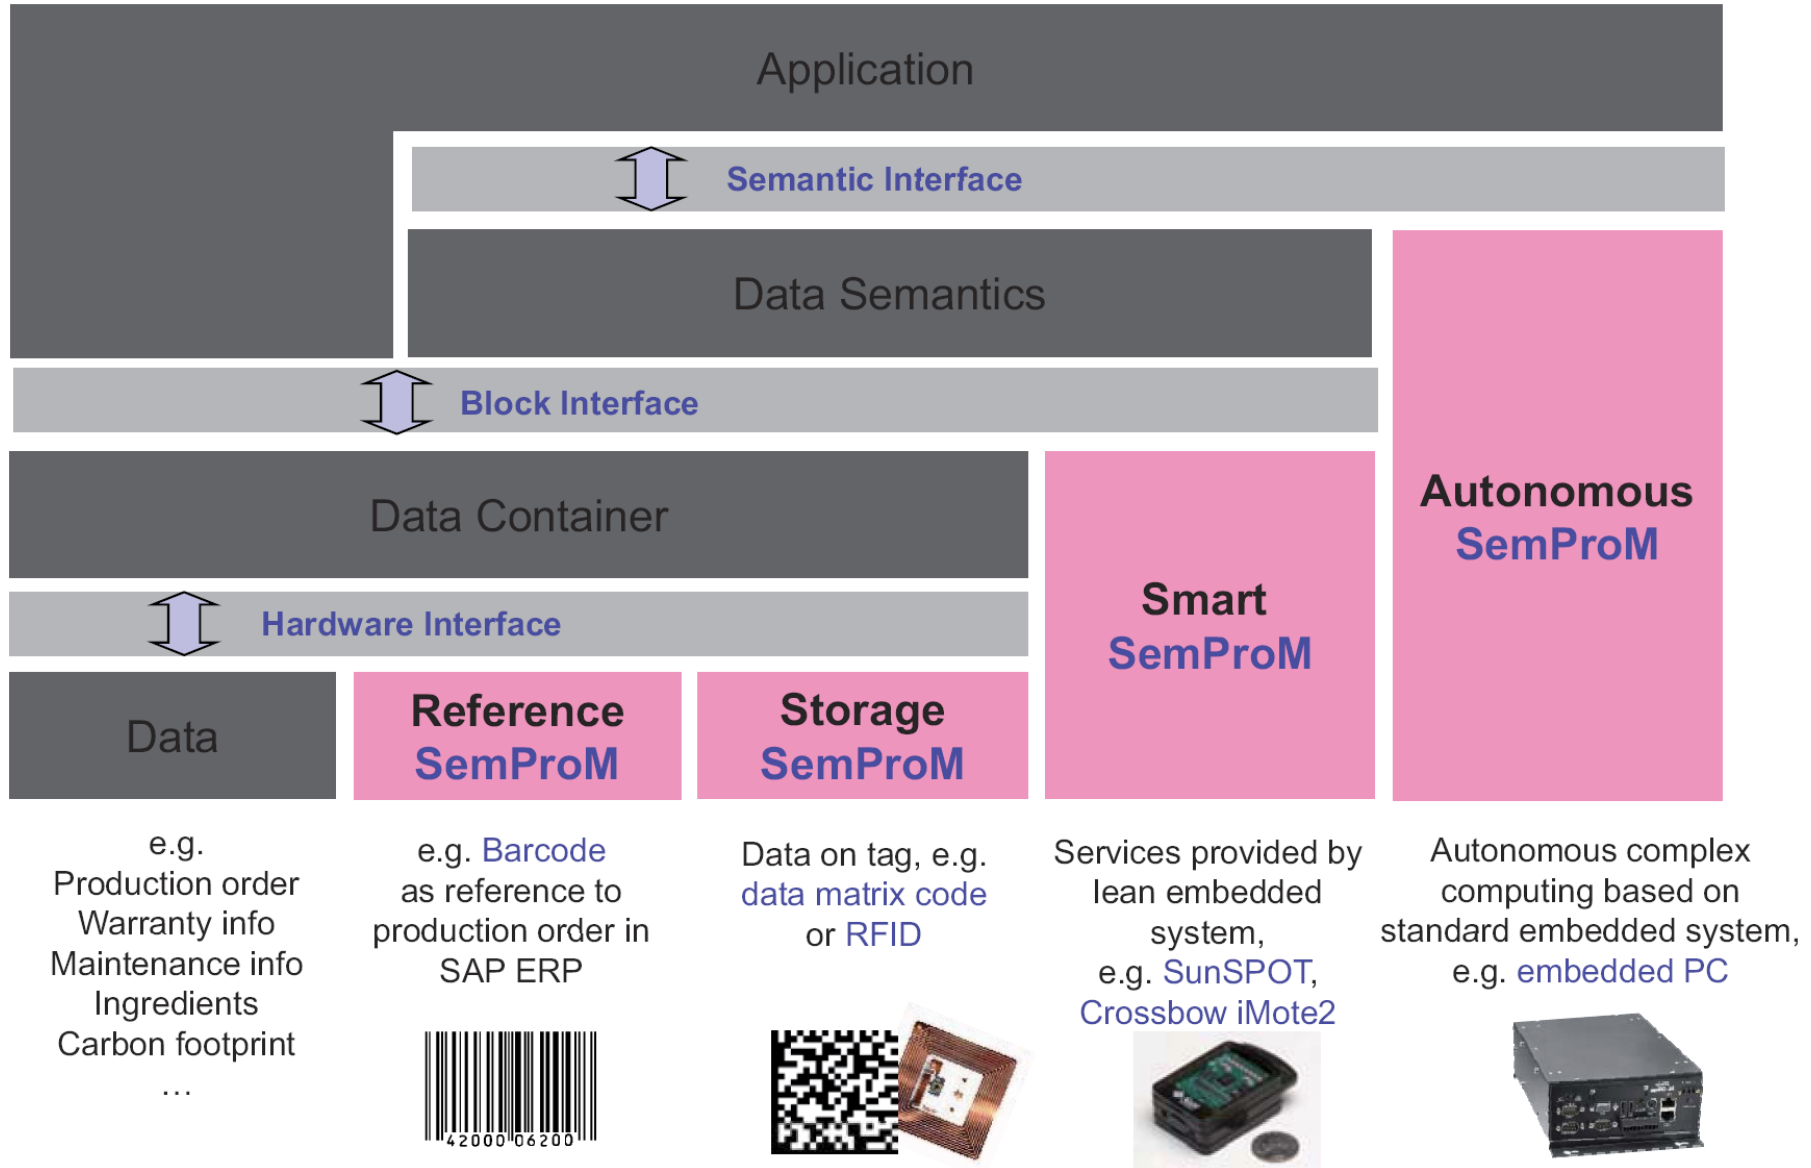 Application
Semantic Interface
Data Semantics
Block Interface
Data Container
Autonomous
SemProM
Hardware Interface
Smart
SemProM
Data
Reference
SemProM
Storage
SemProM
e.g.
Production order
Warranty info
Maintenance info
Ingredients
Carbon footprint
...
e.g. Barcode
as reference to
production order in
SAP ERP
42000 06200
Data on tag, e.g.
data matrix code
or RFID
Services provided by
lean embedded
system,
e.g. SunSPOT,
Crossbow iMote2
Autonomous complex
computing based on
standard embedded system,
e.g. embedded PC